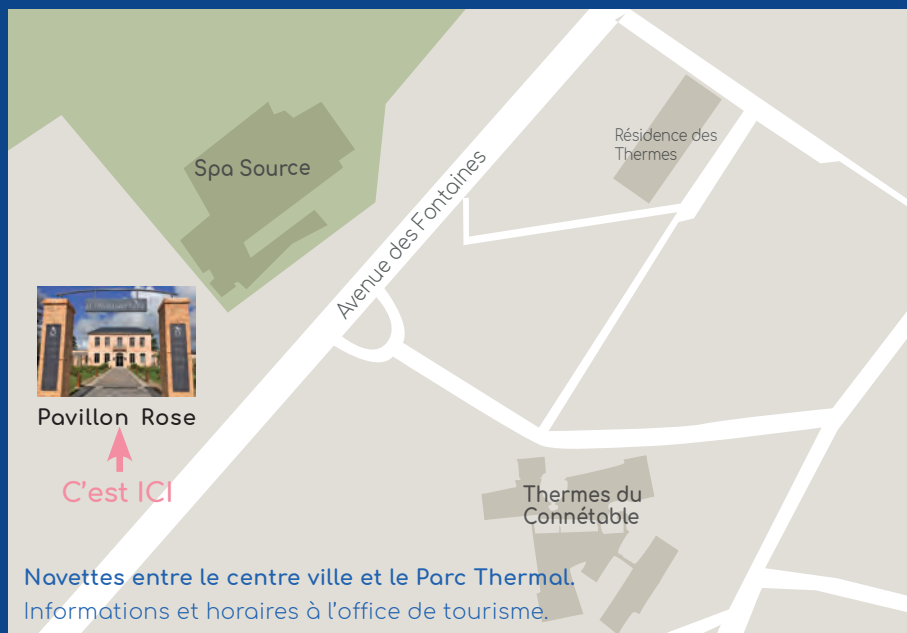 Résidence des
Thermes
Spa Source
Avenue des Fontaines
Pavillon Rose
C'est ICI
Thermes du
Connétable
Navettes entre le centre ville et le Parc Thermal.
Informations et horaires à l'office de tourisme.